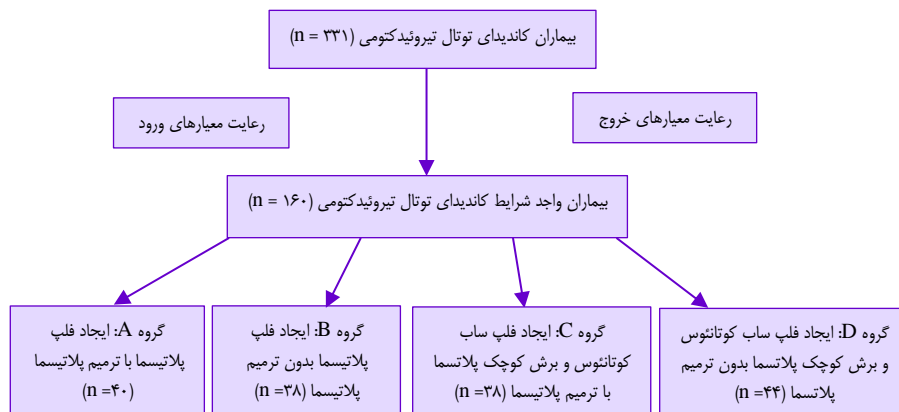 بیماران کاندیدای توتال تیروئیدکتومی (n = ۳۳۱)
رعایت معیارهای خروج
رعایت معیارهای ورود
بیماران واجد شرایط کاندیدای توتال تیروئیدکتومی (n = ۱۶۰)
گروه A: ایجاد فلپ
پلاتیسما با ترمیم پلاتیسما
(n =۴۰)
گروه B: ایجاد فلپ
پلاتیسما بدون ترمیم
پلاتیسما (n =۳۸)
گروه C: ایجاد فلپ ساب
کوتانئوس و برش کوچک پلاتسما
با ترمیم پلاتیسما (n =۳۸)
گروه D: ایجاد فلپ ساب کوتانئوس
و برش کوچک پلاتسما بدون ترمیم
پلاتسما (n =۴۴)